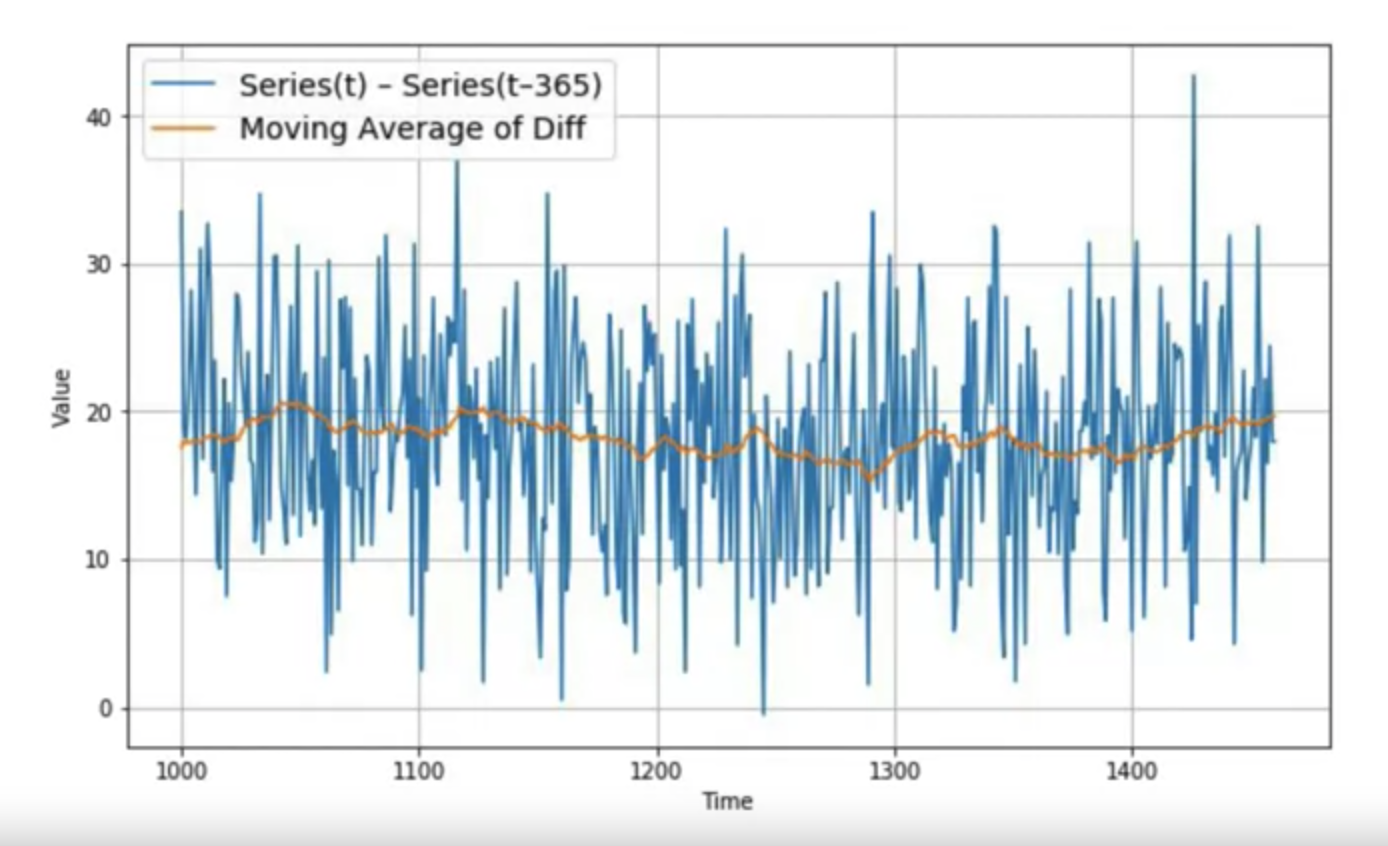 Series(t) – Series(t–365)
Moving Average of Diff
40
30
20
10
0
Value
1000 1100 1200 1300 1400
Time